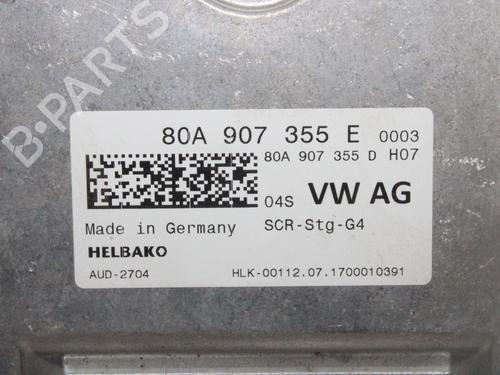 B-PARTS
80A 907 355 E 0003
80A 907 355 D H07
04S VW AG
Made in Germany SCR-Stg-G4
HELBAKO
AUD-2704 HLK-00112.07.1700010391